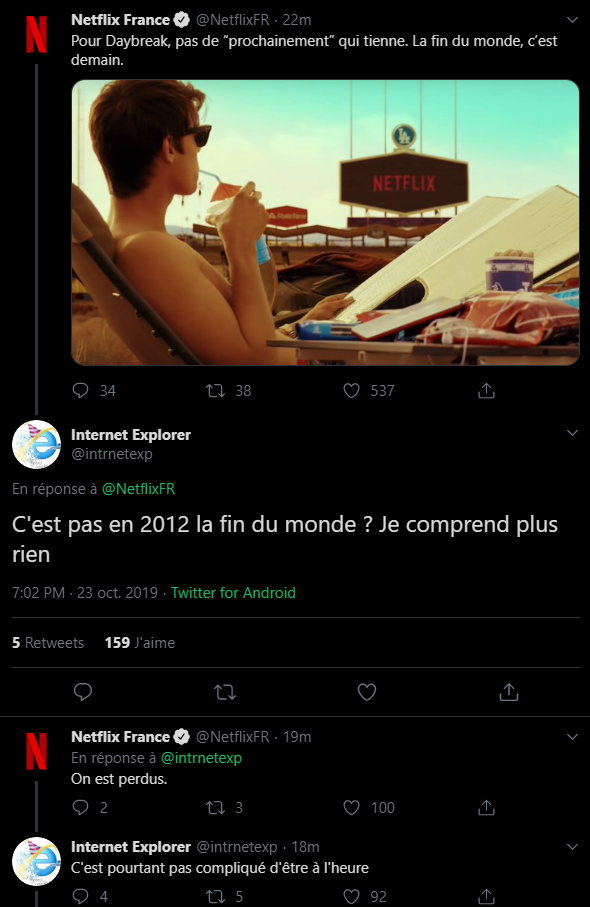 Netflix France @NetflixFR · 22m
Pour Daybreak, pas de “prochainement” qui tienne. La fin du monde, c’est
demain.
LA
NETFLIX
StateFarm
34 38 537
Internet Explorer
@intrnetexp
En réponse à @NetflixFR
C'est pas en 2012 la fin du monde ? Je comprend plus
rien
7:02 PM · 23 oct. 2019 · Twitter for Android
5 Retweets 159 J'aime
Netflix France @NetflixFR · 19m
En réponse à @intrnetexp
On est perdus.
2 3 100
Internet Explorer @intrnetexp · 18m
C'est pourtant pas compliqué d'être à l'heure
4 5 92